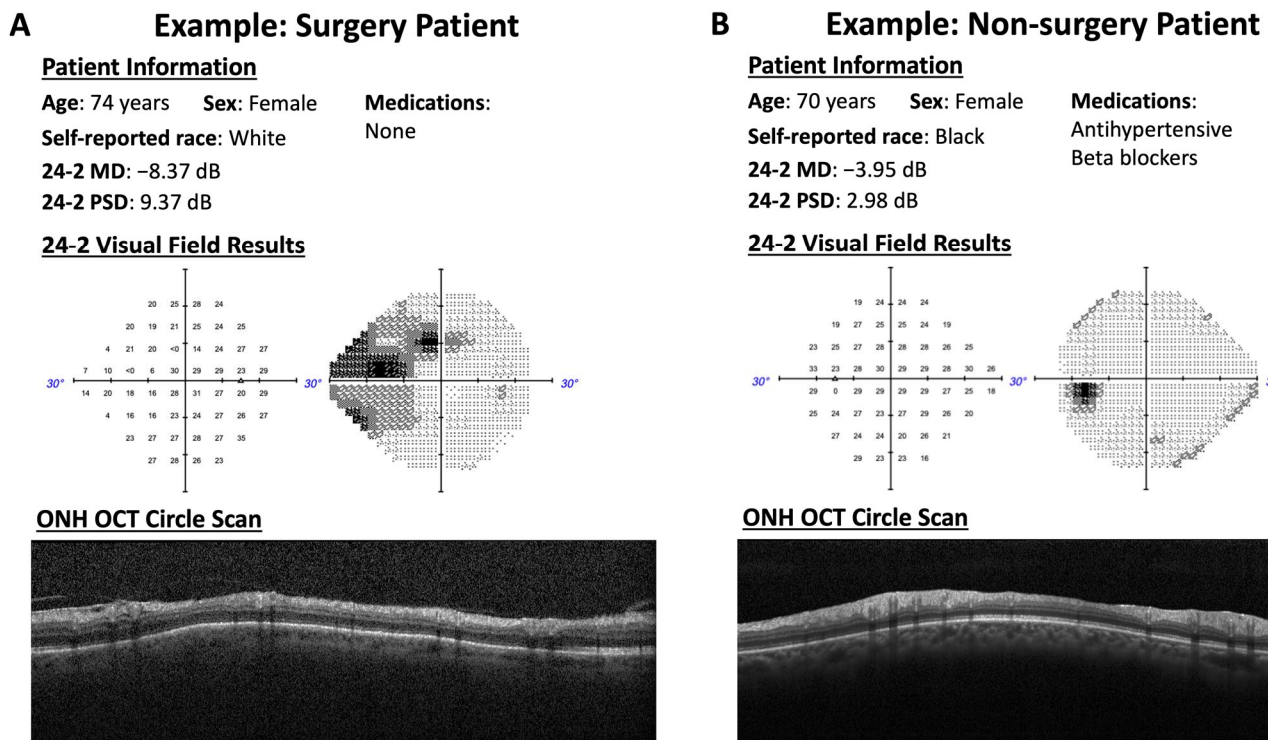 A
Example: Surgery Patient
Patient Information
Age: 74 years Sex: Female Medications:
None
Self-reported race: White
24-2 MD: −8.37 dB
24-2 PSD: 9.37 dB
24-2 Visual Field Results
20 25 28 24
20 19 21 25 24 25
4 21 20 <0 14 24 27 27
7 10 <0 6 30 29 29 23 29
30° 30° 30°
14 20 18 16 28 31 27 20 29
4 16 16 23 24 27 26 27
23 27 27 28 27 35
27 28 26 23
ONH OCT Circle Scan
B
Example: Non-surgery Patient
Patient Information
Age: 70 years Sex: Female Medications:
Antihypertensive
Self-reported race: Black
Beta blockers
24-2 MD: −3.95 dB
24-2 PSD: 2.98 dB
24-2 Visual Field Results
19 24 24 24
19 27 25 25 24 19
23 25 27 28 28 28 26 25
33 23 28 30 29 29 28 30 26
30° 30°
29 0 29 29 29 29 27 25 18
25 24 27 23 27 29 26 20
27 24 24 20 26 21
29 23 23 16
ONH OCT Circle Scan